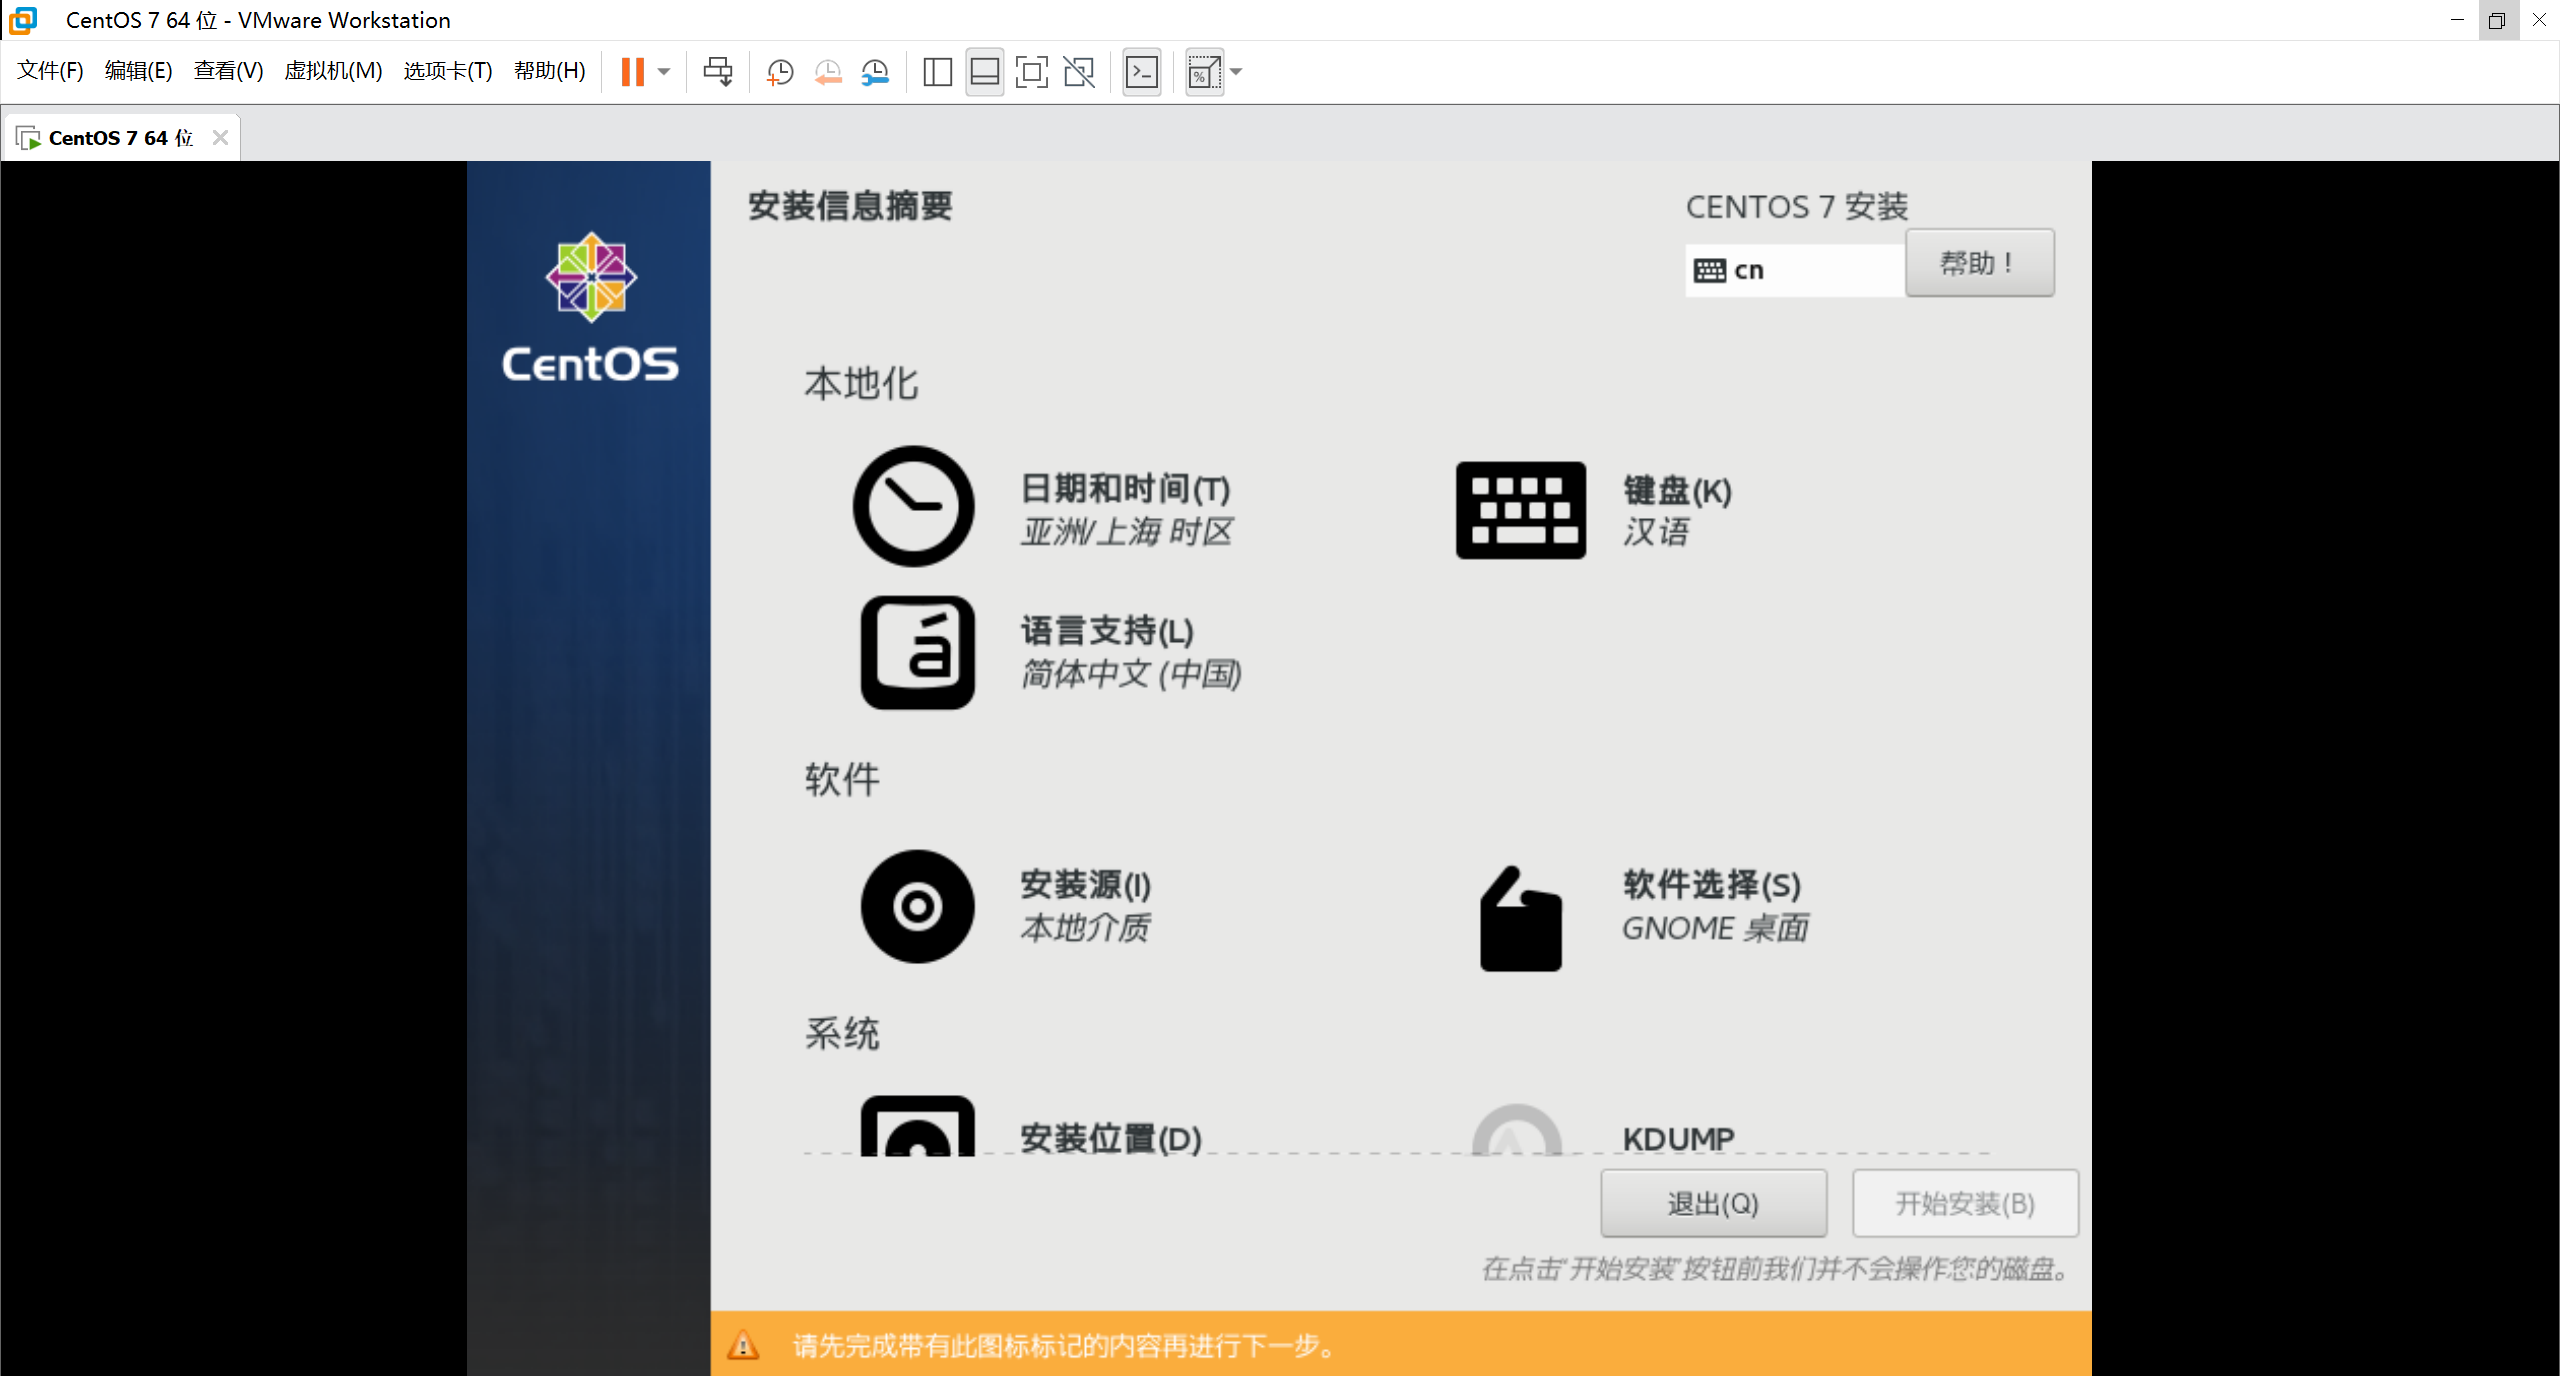 CentOS 7 64 位 - VMware Workstation
文件(F) 编辑(E) 查看(V) 虚拟机(M) 选项卡(T) 帮助(H)
CentOS 7 64 位
安装信息摘要
CENTOS 7 安装
cn
帮助！
CentOS
本地化
日期和时间(T)
亚洲/上海 时区
键盘(K)
汉语
语言支持(L)
简体中文 (中国)
软件
安装源(I)
本地介质
软件选择(S)
GNOME 桌面
系统
安装位置(D)
KDUMP
退出(Q)
开始安装(B)
在点击“开始安装”按钮前我们并不会操作您的磁盘。
请先完成带有此图标标记的内容再进行下一步。